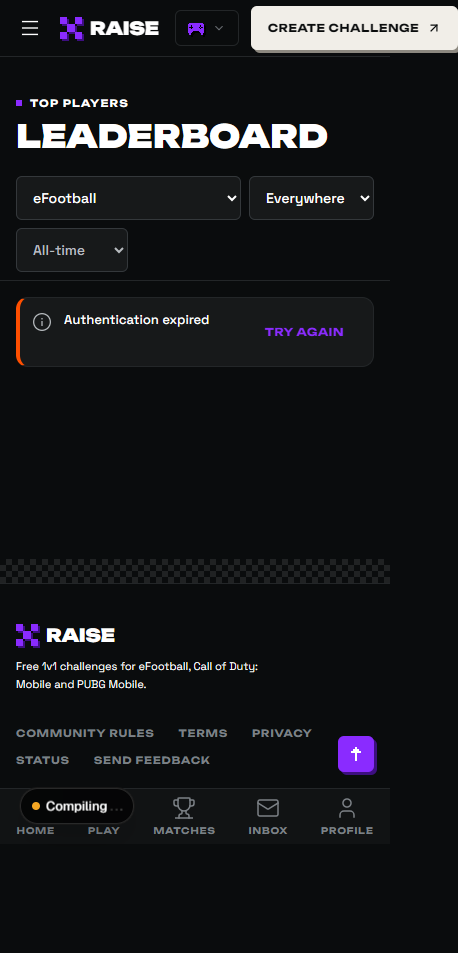 RAISE
CREATE CHALLENGE
TOP PLAYERS
LEADERBOARD
eFootball
Everywhere
All-time
Authentication expired
TRY AGAIN
RAISE
Free 1v1 challenges for eFootball, Call of Duty:
Mobile and PUBG Mobile.
COMMUNITY RULES TERMS PRIVACY
STATUS SEND FEEDBACK
Compiling ...
HOME PLAY MATCHES INBOX PROFILE